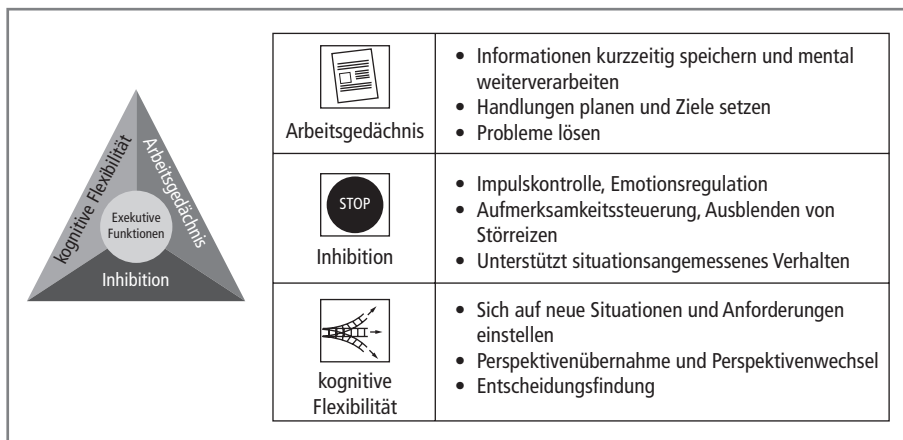 kognitive Flexibilität
Arbeitsgedächnis
Exekutive
Funktionen
Inhibition
Arbeitsgedächnis
• Informationen kurzzeitig speichern und mental
weiterverarbeiten
• Handlungen planen und Ziele setzen
• Probleme lösen
STOP
Inhibition
• Impulskontrolle, Emotionsregulation
• Aufmerksamkeitssteuerung, Ausblenden von
Störreizen
• Unterstützt situationsangemessenes Verhalten
kognitive
Flexibilität
• Sich auf neue Situationen und Anforderungen
einstellen
• Perspektivenübernahme und Perspektivenwechsel
• Entscheidungsfindung